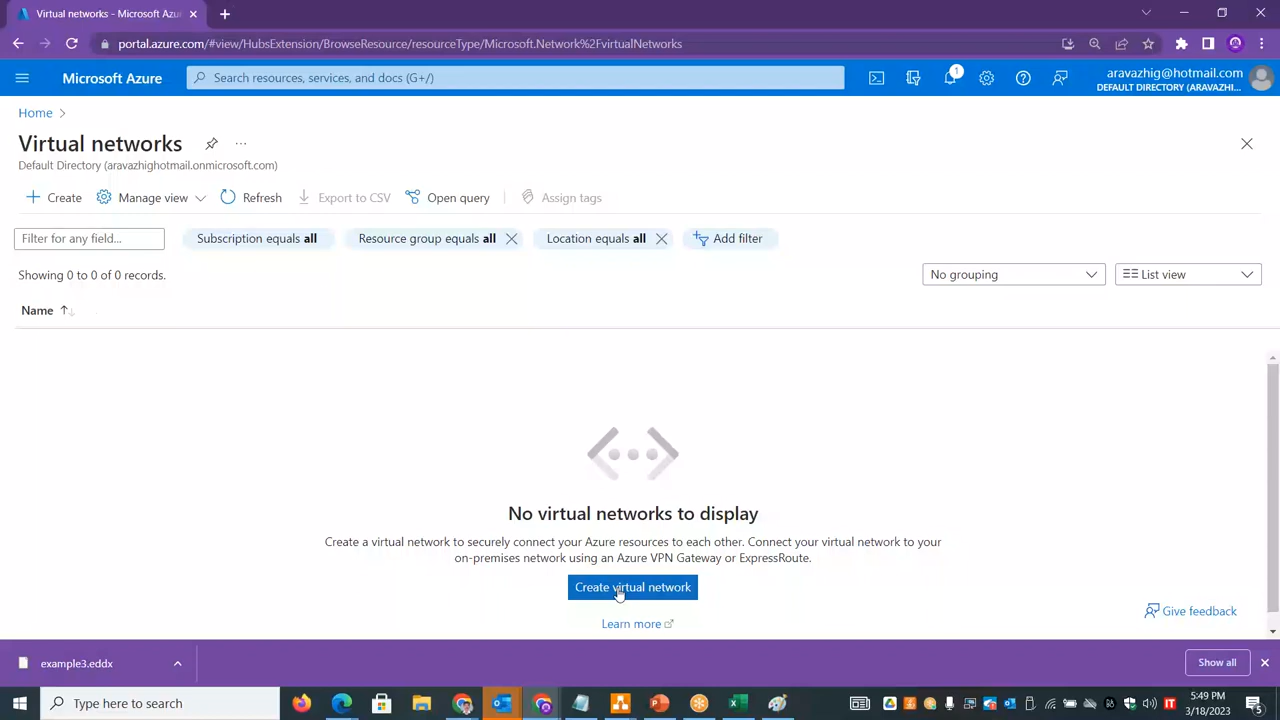 Virtual networks - Microsoft Azur
portal.azure.com/#view/HubsExtension/BrowseResource/resourceType/Microsoft.Network%2FvirtualNetworks
Microsoft Azure
Search resources, services, and docs (G+/)
1
aravazhig@hotmail.com
DEFAULT DIRECTORY (ARAVAZHI...
Home
Virtual networks
Default Directory (aravazhighotmail.onmicrosoft.com)
Create
Manage view
Refresh
Export to CSV
Open query
Assign tags
Filter for any field...
Subscription equals all
Resource group equals all
Location equals all
Add filter
Showing 0 to 0 of 0 records.
No grouping
List view
Name
No virtual networks to display
Create a virtual network to securely connect your Azure resources to each other. Connect your virtual network to your
on-premises network using an Azure VPN Gateway or ExpressRoute.
Create virtual network
Learn more
Give feedback
example3.eddx
Show all
Type here to search
IT
5:49 PM
3/18/2023
5